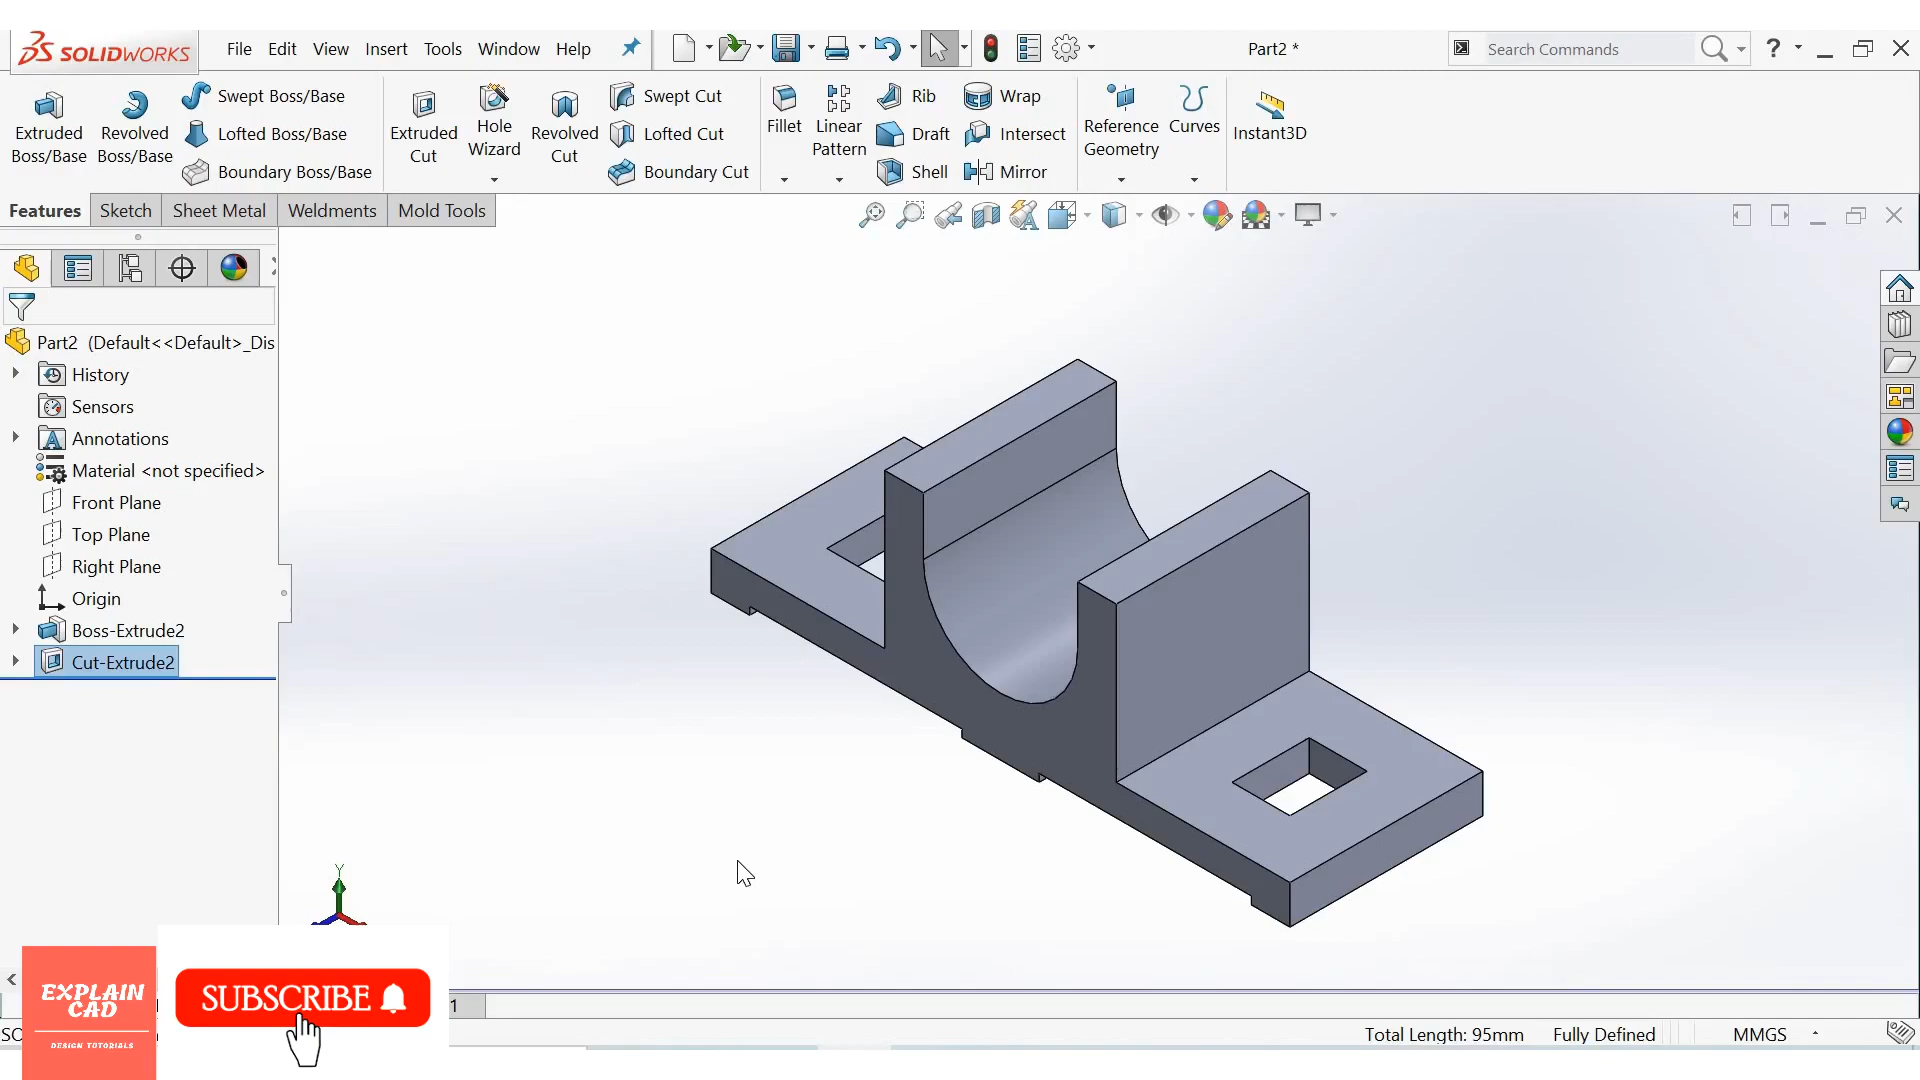 SOLIDWORKS File Edit View Insert Tools Window Help Part2 * Search Commands ?
Extruded Boss/Base
Revolved Boss/Base
Swept Boss/Base
Lofted Boss/Base
Boundary Boss/Base
Extruded Cut
Hole Wizard
Revolved Cut
Swept Cut
Lofted Cut
Boundary Cut
Fillet
Linear Pattern
Rib
Draft
Shell
Wrap
Intersect
Mirror
Reference Geometry
Curves
Instant3D
Features Sketch Sheet Metal Weldments Mold Tools
Part2 (Default<<Default>_Dis
History
Sensors
Annotations
Material <not specified>
Front Plane
Top Plane
Right Plane
Origin
Boss-Extrude2
Cut-Extrude2
Y
EXPLAIN
CAD
DESIGN TUTORIALS
SUBSCRIBE
1
SO
Total Length: 95mm Fully Defined MMGS